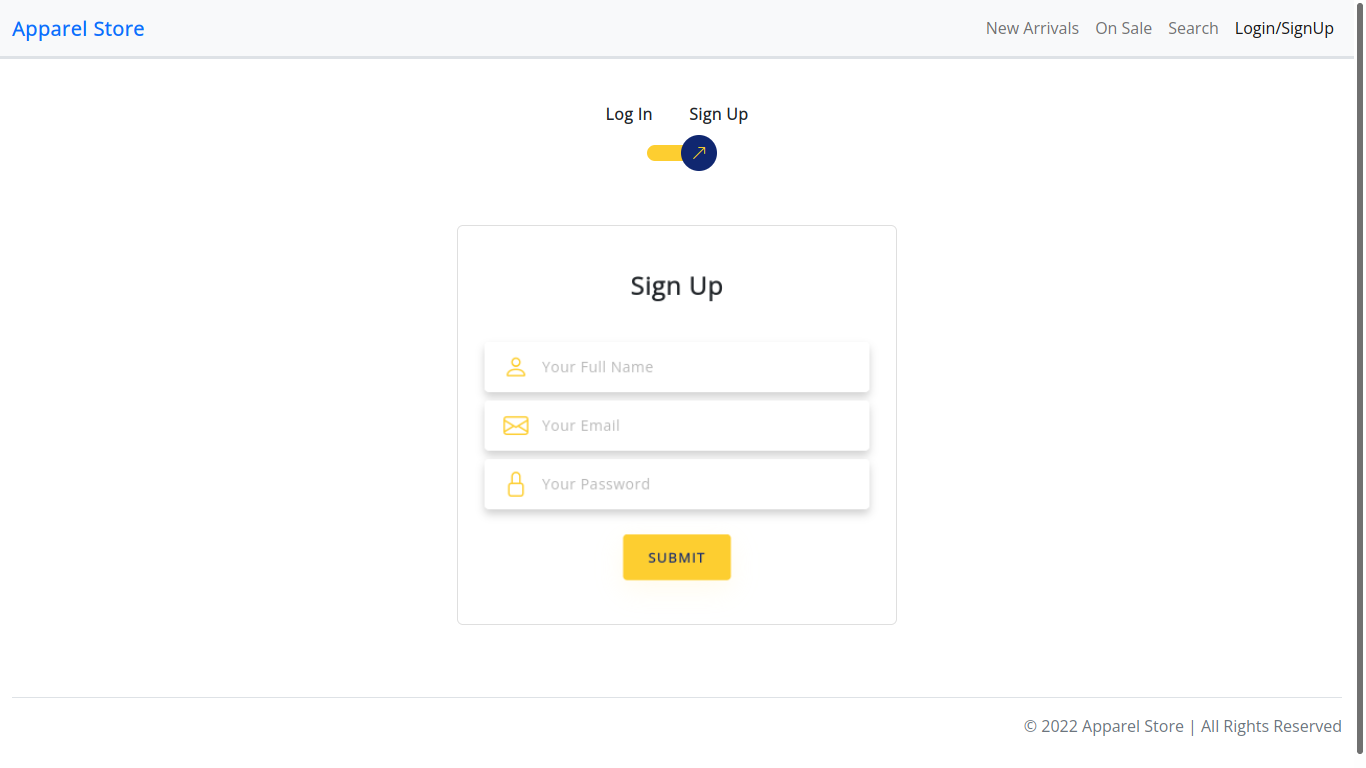 Apparel Store New Arrivals On Sale Search Login/SignUp
Log In Sign Up
Sign Up
Your Full Name
Your Email
Your Password
SUBMIT
© 2022 Apparel Store | All Rights Reserved